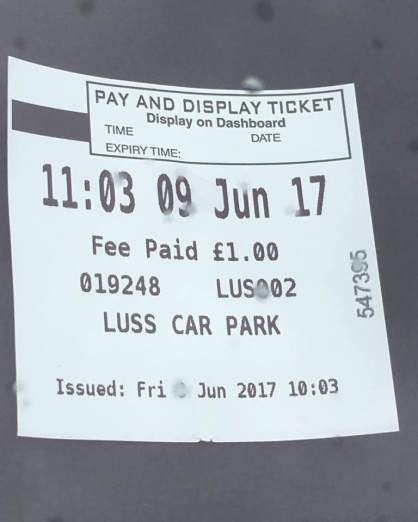 PAY AND DISPLAY TICKET
Display on Dashboard
TIME DATE
EXPIRY TIME:
11:03 09 Jun 17
Fee Paid £1.00
019248 LUS002
LUSS CAR PARK
547395
Issued: Fri Jun 2017 10:03